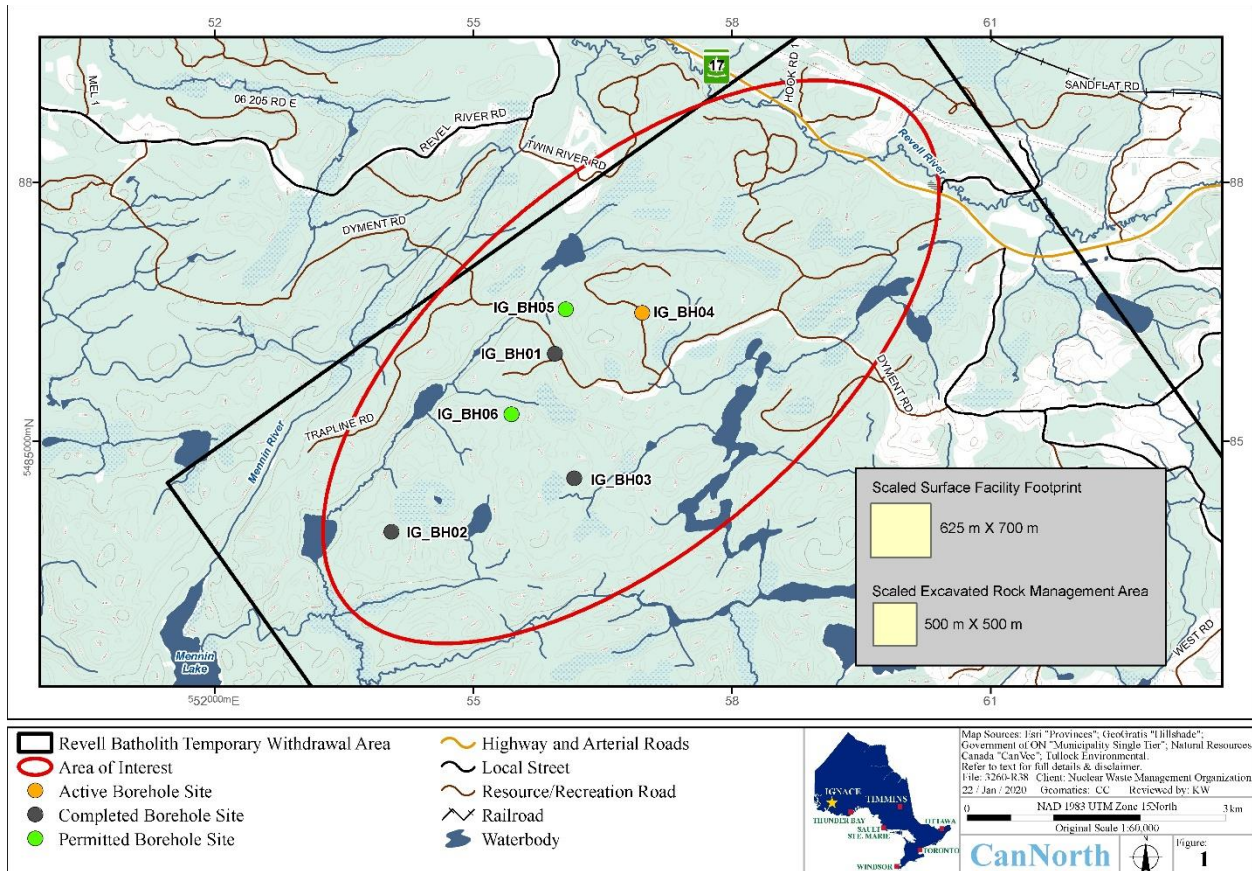 52
55
58
61
MEL 1
06 205 RD E
REVEL RIVER RD
TWIN RIVER RD
17
HOOK RD 1
SANDFLAT RD
Revell River
88
88
DYMENT RD
IG_BH05
IG_BH04
IG_BH01
DYMENT RD
IG_BH06
TRAPLINE RD
Mennin River
5485000mN
85
IG_BH03
IG_BH02
Mennin
Lake
WEST RD
Scaled Surface Facility Footprint
625 m X 700 m
Scaled Excavated Rock Management Area
500 m X 500 m
552000mE
55
58
61
Revell Batholith Temporary Withdrawal Area
Area of Interest
Active Borehole Site
Completed Borehole Site
Permitted Borehole Site
Highway and Arterial Roads
Local Street
Resource/Recreation Road
Railroad
Waterbody
IGNACE
TIMMINS
THUNDER BAY
SAULT
STE. MARIE
OTTAWA
TORONTO
WINDSOR
Map Sources: Esri "Provinces"; GeoGratis "Hillshade";
Government of ON "Municipality Single Tier"; Natural Resources
Canada "CanVec"; Tulloch Environmental.
Refer to text for full details & disclaimer.
File: 3260-R38 Client: Nuclear Waste Management Organization
22 / Jan / 2020 Geomatics: CC Reviewed by: KW
0 NAD 1983 UTM Zone 15North 3 km
Original Scale 1:60,000
CanNorth
N
Figure:
1